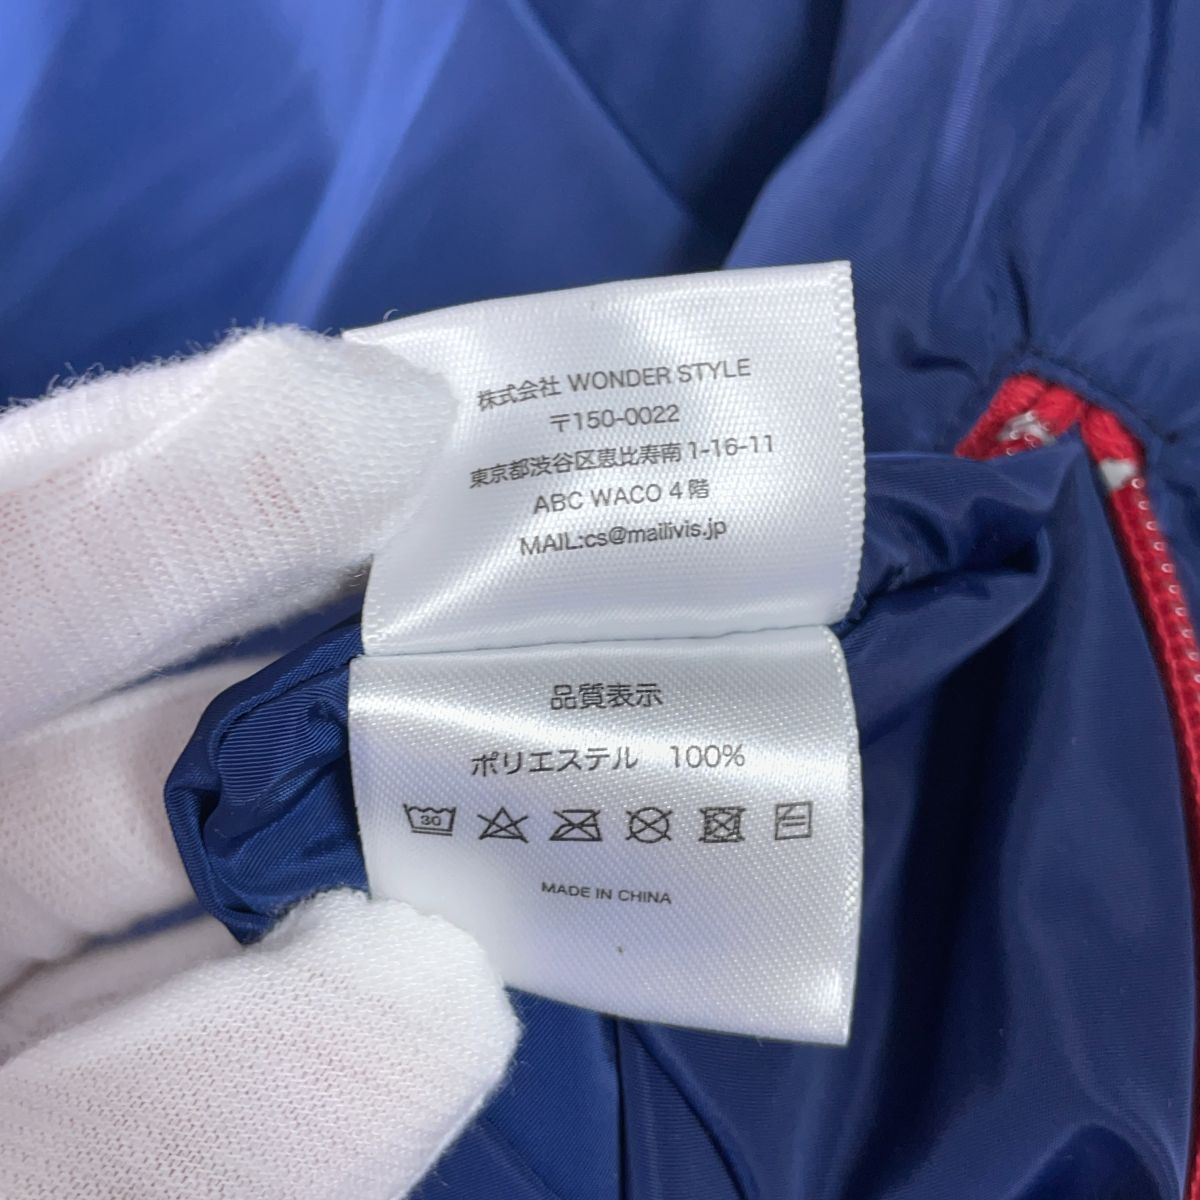 株式会社 WONDER STYLE
〒150-0022
東京都渋谷区恵比寿南1-16-11
ABC WACO 4階
MAIL:cs@mailivis.jp
品質表示
ポリエステル 100%
30
MADE IN CHINA